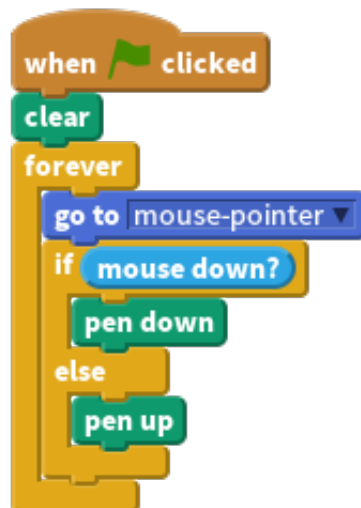 when clicked
clear
forever
go to mouse-pointer
if mouse down?
pen down
else
pen up